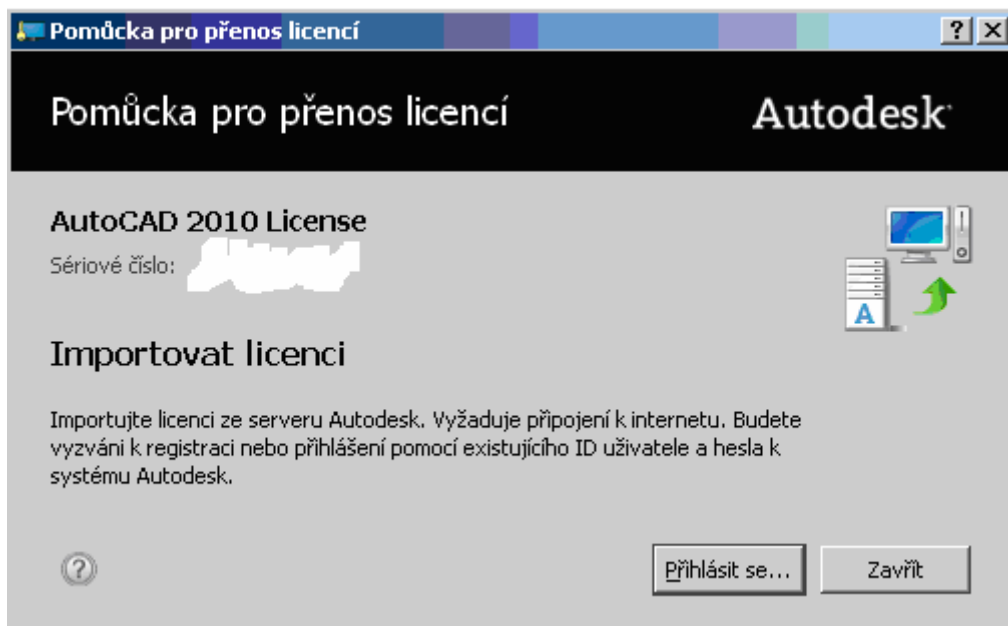 Pomůcka pro přenos licencí
Pomůcka pro přenos licencí
Autodesk
AutoCAD 2010 License
Sériové číslo:
A
Importovat licenci
Importujte licenci ze serveru Autodesk. Vyžaduje připojení k internetu. Budete
vyzváni k registraci nebo přihlášení pomocí existujícího ID uživatele a hesla k
systému Autodesk.
Přihlásit se...
Zavřít